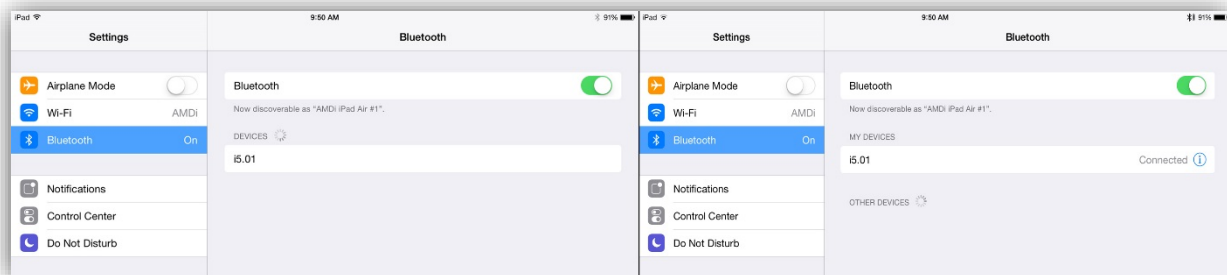 iPad 9:50 AM 91%
Settings
Bluetooth
Airplane Mode
Wi-Fi AMDi
Bluetooth On
Notifications
Control Center
Do Not Disturb
Bluetooth
Now discoverable as "AMDi iPad Air #1".
DEVICES
i5.01
iPad 9:50 AM 91%
Settings
Bluetooth
Airplane Mode
Wi-Fi AMDi
Bluetooth On
Notifications
Control Center
Do Not Disturb
Bluetooth
Now discoverable as "AMDi iPad Air #1".
MY DEVICES
i5.01 Connected
OTHER DEVICES